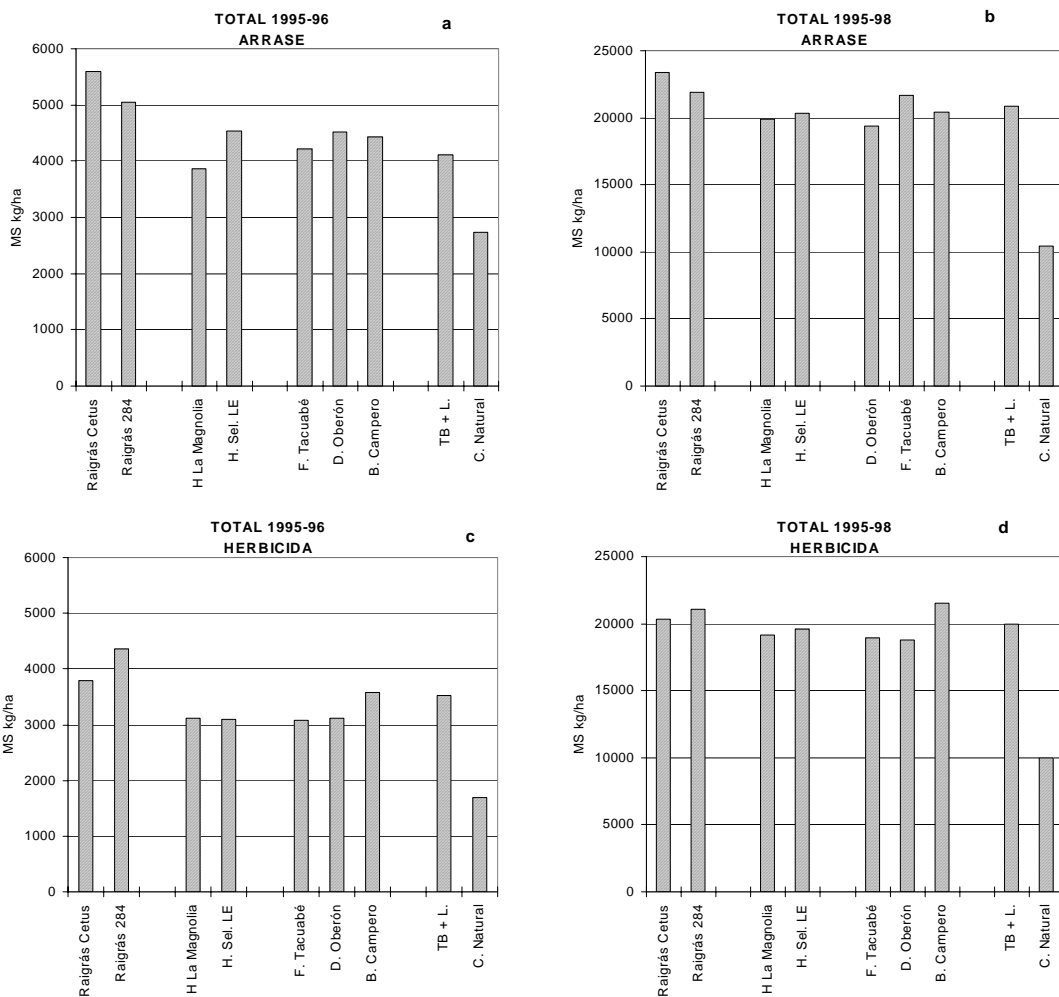 TOTAL 1995-96
ARRASE
a
MS kg/ha
6000
5000
4000
3000
2000
1000
0
Raigrás Cetus
Raigrás 284
H La Magnolia
H. Sel. LE
F. Tacuabé
D. Oberón
B. Campero
TB + L.
C. Natural
TOTAL 1995-98
ARRASE
b
MS kg/ha
25000
20000
15000
10000
5000
0
Raigrás Cetus
Raigrás 284
H La Magnolia
H. Sel. LE
D. Oberón
F. Tacuabé
B. Campero
TB + L.
C. Natural
TOTAL 1995-96
HERBICIDA
c
MS kg/ha
6000
5000
4000
3000
2000
1000
0
Raigrás Cetus
Raigrás 284
H La Magnolia
H. Sel. LE
F. Tacuabé
D. Oberón
B. Campero
TB + L.
C. Natural
TOTAL 1995-98
HERBICIDA
d
MS kg/ha
25000
20000
15000
10000
5000
0
Raigrás Cetus
Raigrás 284
H La Magnolia
H. Sel. LE
F. Tacuabé
D. Oberón
B. Campero
TB + L.
C. Natural